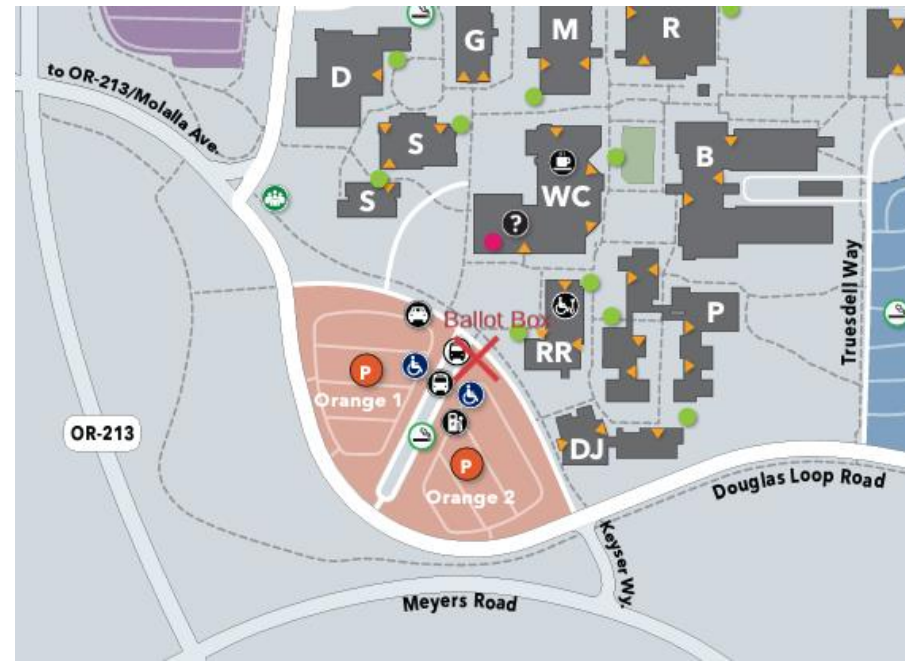 G
M
R
D
to OR-213/Molalla Ave.
S
B
S
WC
?
Truesdell Way
Ballot Box
P
RR
P
Orange 1
OR-213
DJ
P
Orange 2
Douglas Loop Road
Keyser Wy.
Meyers Road